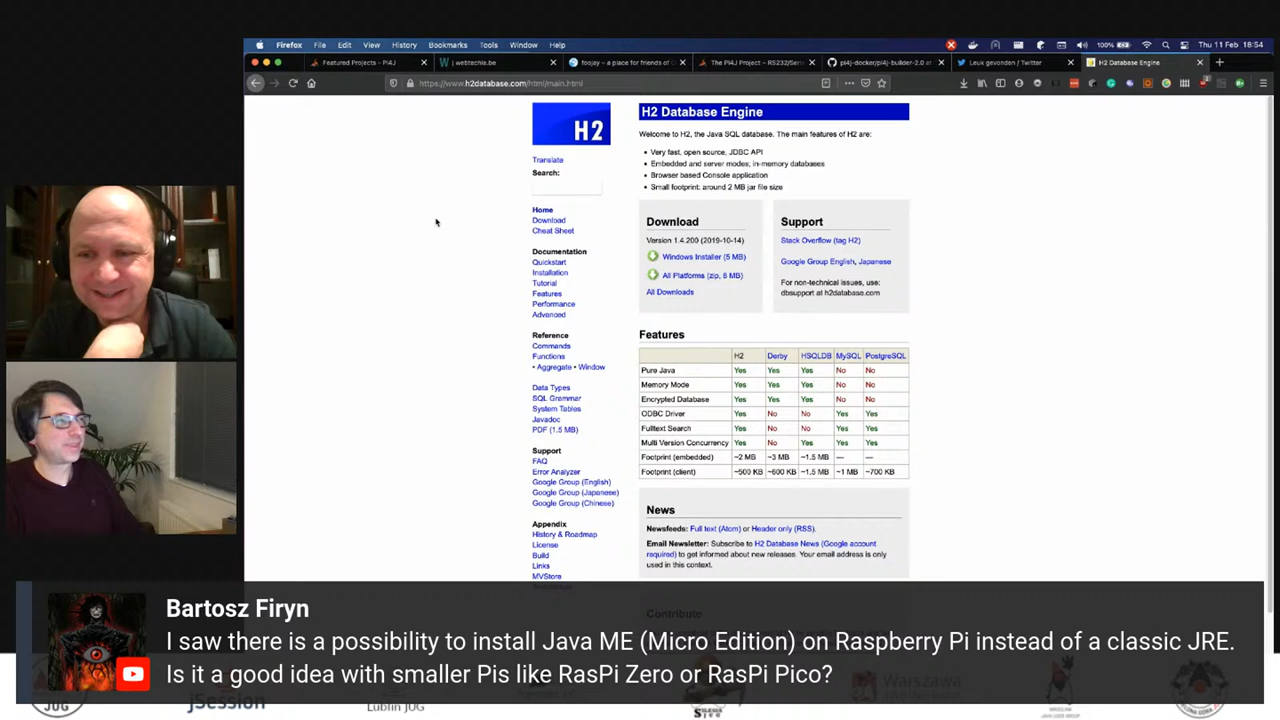 Firefox File Edit View History Bookmarks Tools Window Help
100% Thu 11 Feb 18:54
Featured Projects - Pi4J
| webtechie.be
foojay – a place for friends of O
The Pi4J Project – RS232/Seri
pi4j-docker/pi4j-builder-2.0 at
Leuk gevonden / Twitter
H2 Database Engine
https://www.h2database.com/html/main.html
H2
Translate
Search:
Home
Download
Cheat Sheet
Documentation
Quickstart
Installation
Tutorial
Features
Performance
Advanced
Reference
Commands
Functions
• Aggregate • Window
Data Types
SQL Grammar
System Tables
Javadoc
PDF (1.5 MB)
Support
FAQ
Error Analyzer
Google Group (English)
Google Group (Japanese)
Google Group (Chinese)
Appendix
History & Roadmap
License
Build
Links
MVStore
H2 Database Engine
Welcome to H2, the Java SQL database. The main features of H2 are:
• Very fast, open source, JDBC API
• Embedded and server modes; in-memory databases
• Browser based Console application
• Small footprint: around 2 MB jar file size
Download
Version 1.4.200 (2019-10-14)
Windows Installer (5 MB)
All Platforms (zip, 8 MB)
All Downloads
Support
Stack Overflow (tag H2)
Google Group English, Japanese
For non-technical issues, use:
dbsupport at h2database.com
Features
H2 Derby HSQLDB MySQL PostgreSQL
Pure Java Yes Yes Yes No No
Memory Mode Yes Yes Yes No No
Encrypted Database Yes Yes Yes No No
ODBC Driver Yes No No Yes Yes
Fulltext Search Yes No No Yes Yes
Multi Version Concurrency Yes No Yes Yes Yes
Footprint (embedded) ~2 MB ~3 MB ~1.5 MB — —
Footprint (client) ~500 KB ~600 KB ~1.5 MB ~1 MB ~700 KB
News
Newsfeeds: Full text (Atom) or Header only (RSS).
Email Newsletter: Subscribe to H2 Database News (Google account
required) to get informed about new releases. Your email address is only
used in this context.
Contribute
Bartosz Firyn
I saw there is a possibility to install Java ME (Micro Edition) on Raspberry Pi instead of a classic JRE.
Is it a good idea with smaller Pis like RasPi Zero or RasPi Pico?
JUG
jSession
Lublin JUG
Warszawa